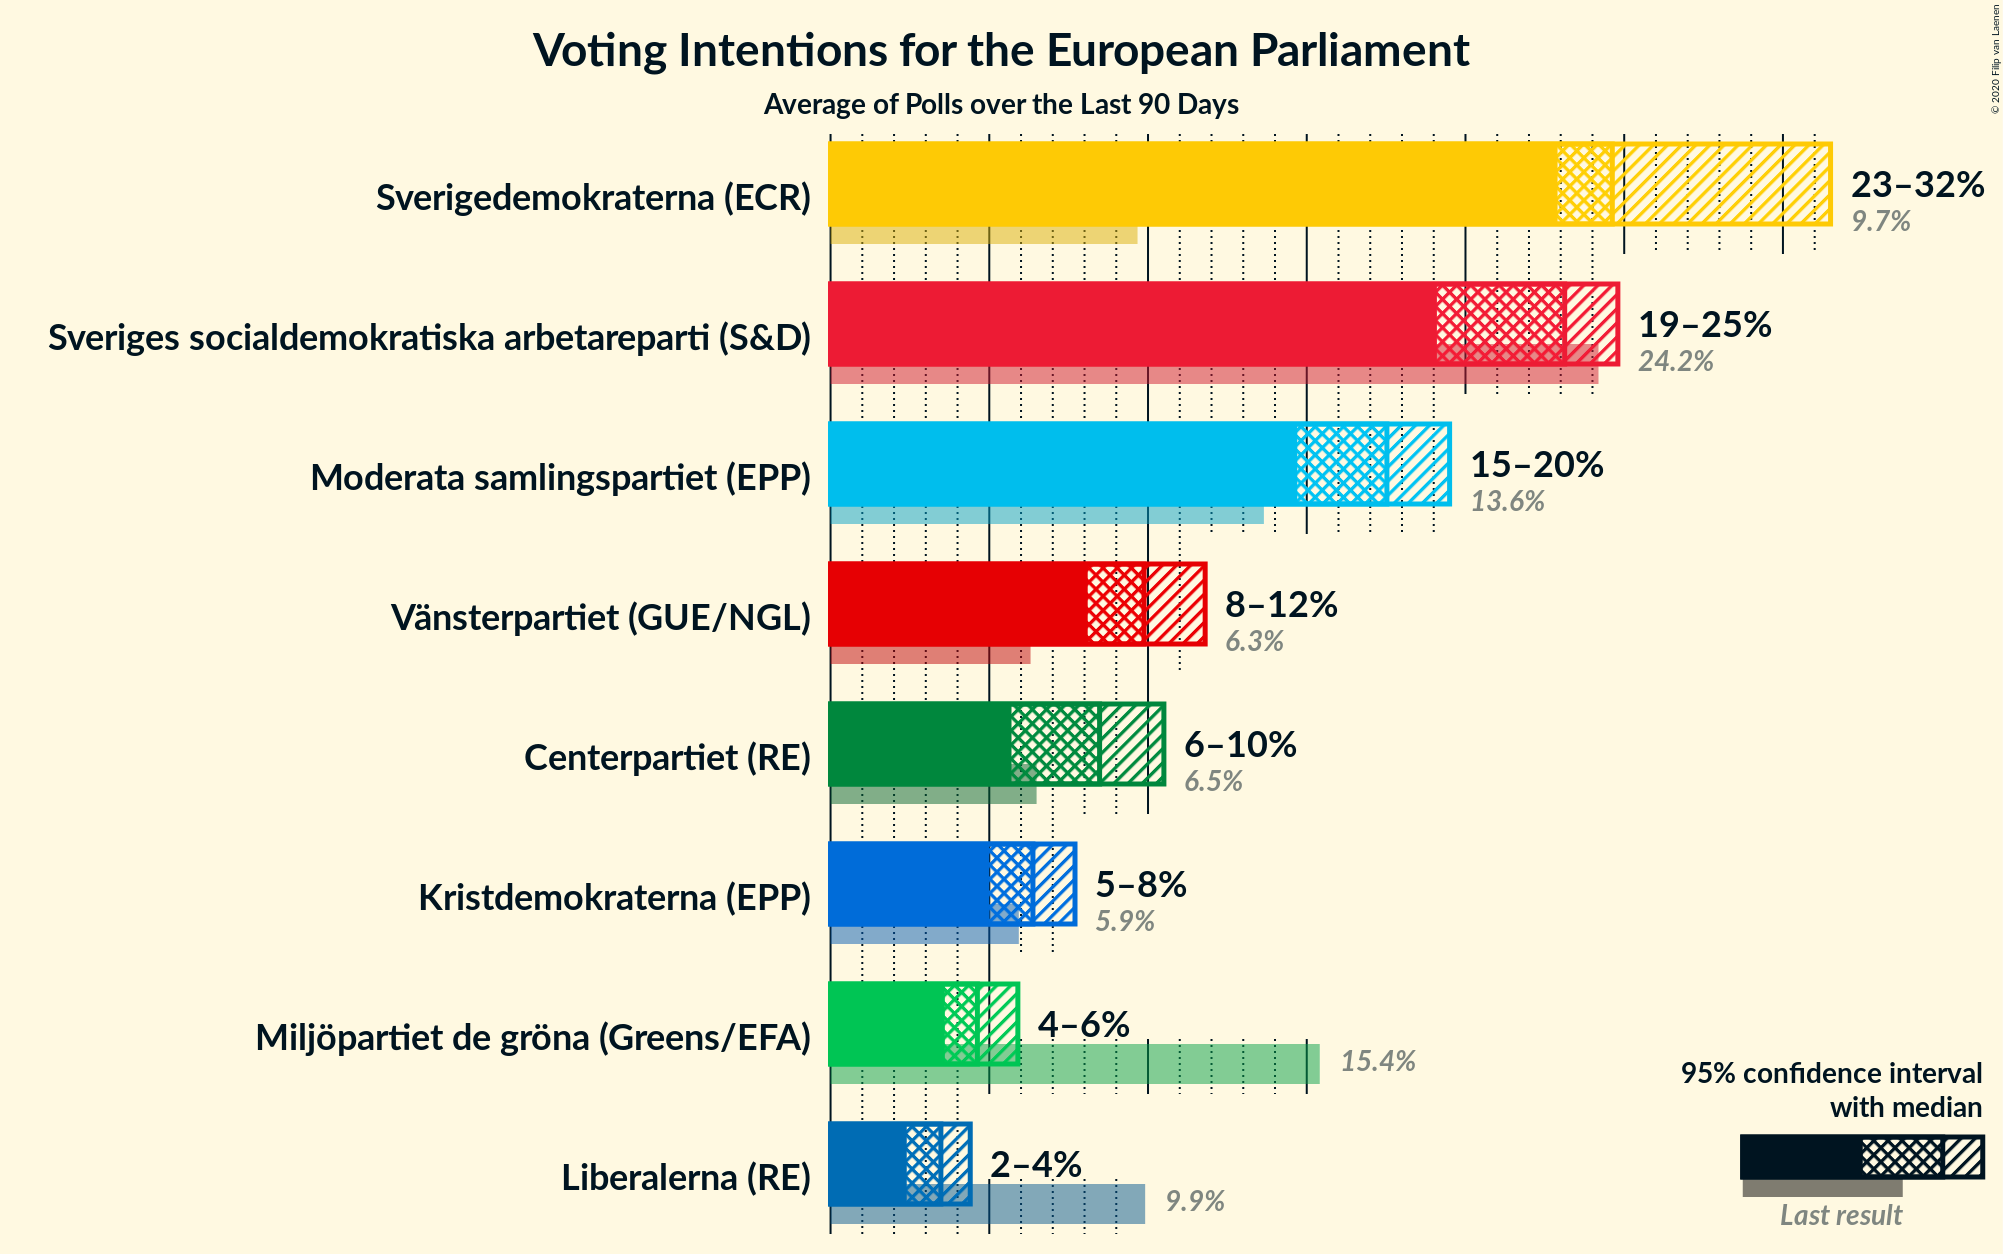 © 2020 Filip van Laenen
Voting Intentions for the European Parliament
Average of Polls over the Last 90 Days
Sverigedemokraterna (ECR)
23–32%
9.7%
Sveriges socialdemokratiska arbetareparti (S&D)
19–25%
24.2%
Moderata samlingspartiet (EPP)
15–20%
13.6%
Vänsterpartiet (GUE/NGL)
8–12%
6.3%
Centerpartiet (RE)
6–10%
6.5%
Kristdemokraterna (EPP)
5–8%
5.9%
Miljöpartiet de gröna (Greens/EFA)
4–6%
15.4%
Liberalerna (RE)
2–4%
9.9%
95% confidence interval
with median
Last result